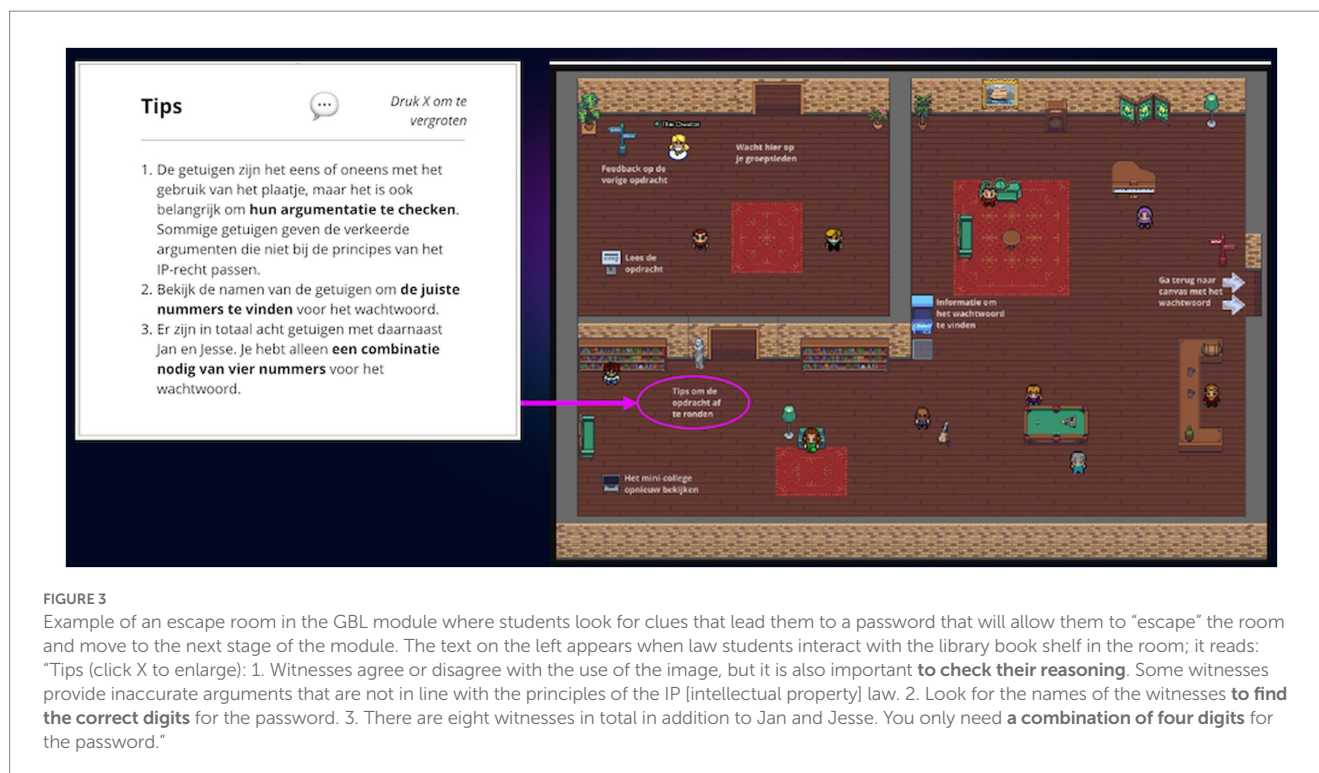 Tips
Druk X om te
vergroten
1. De getuigen zijn het eens of oneens met het
gebruik van het plaatje, maar het is ook
belangrijk om hun argumentatie te checken.
Sommige getuigen geven de verkeerde
argumenten die niet bij de principes van het
IP-recht passen.
2. Bekijk de namen van de getuigen om de juiste
nummers te vinden voor het wachtwoord.
3. Er zijn in totaal acht getuigen met daarnaast
Jan en Jesse. Je hebt alleen een combinatie
nodig van vier nummers voor het
wachtwoord.
Wacht hier op
je groepsleden
Feedback op de
vorige opdracht
Lees de
opdracht
Informatie om
het wachtwoord
te vinden
Ga terug naar
canvas met het
wachtwoord
Tips om de
opdracht af
te ronden
Het mini college
opnieuw bekijken
FIGURE 3
Example of an escape room in the GBL module where students look for clues that lead them to a password that will allow them to “escape” the room
and move to the next stage of the module. The text on the left appears when law students interact with the library book shelf in the room; it reads:
“Tips (click X to enlarge): 1. Witnesses agree or disagree with the use of the image, but it is also important to check their reasoning. Some witnesses
provide inaccurate arguments that are not in line with the principles of the IP [intellectual property] law. 2. Look for the names of the witnesses to find
the correct digits for the password. 3. There are eight witnesses in total in addition to Jan and Jesse. You only need a combination of four digits for
the password.”